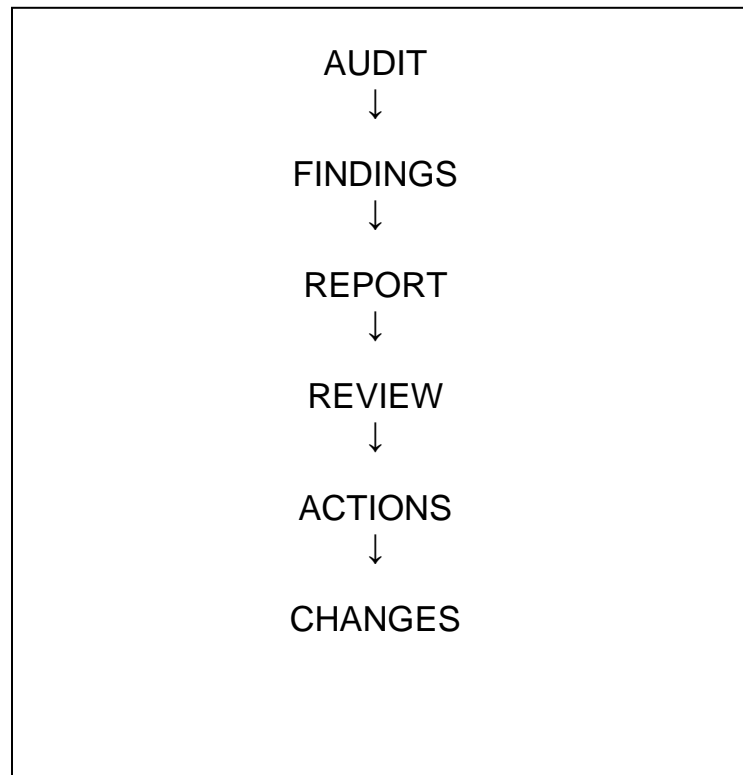 AUDIT
↓
FINDINGS
↓
REPORT
↓
REVIEW
↓
ACTIONS
↓
CHANGES